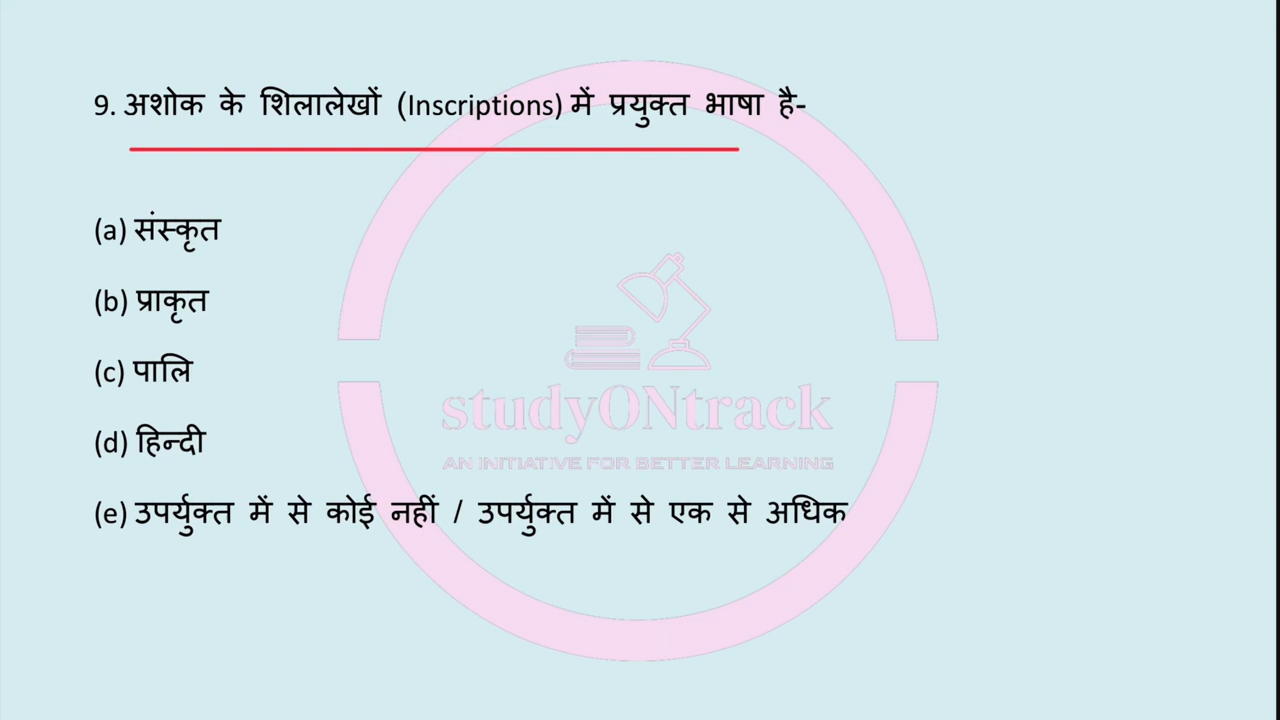 9. अशोक के शिलालेखों (Inscriptions) में प्रयुक्त भाषा है-
(a) संस्कृत
(b) प्राकृत
(c) पालि
(d) हिन्दी
studyONtrack
AN INITIATIVE FOR BETTER LEARNING
(e) उपर्युक्त में से कोई नहीं / उपर्युक्त में से एक से अधिक